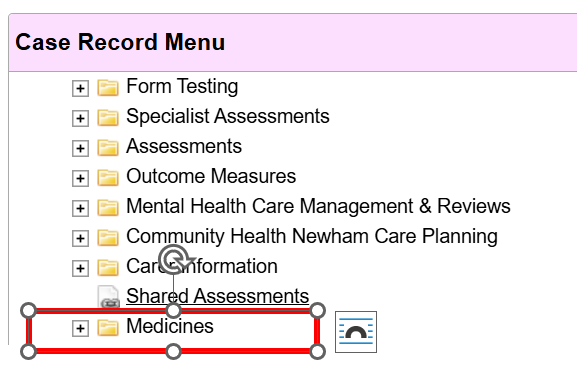 Case Record Menu
Form Testing
Specialist Assessments
Assessments
Outcome Measures
Mental Health Care Management & Reviews
Community Health Newham Care Planning
Carer Information
Shared Assessments
Medicines